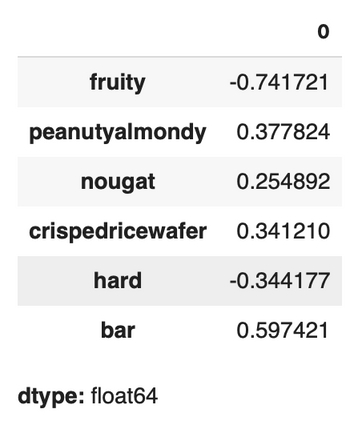 0
fruity -0.741721
peanutyalmondy 0.377824
nougat 0.254892
crispedricewafer 0.341210
hard -0.344177
bar 0.597421
dtype: float64